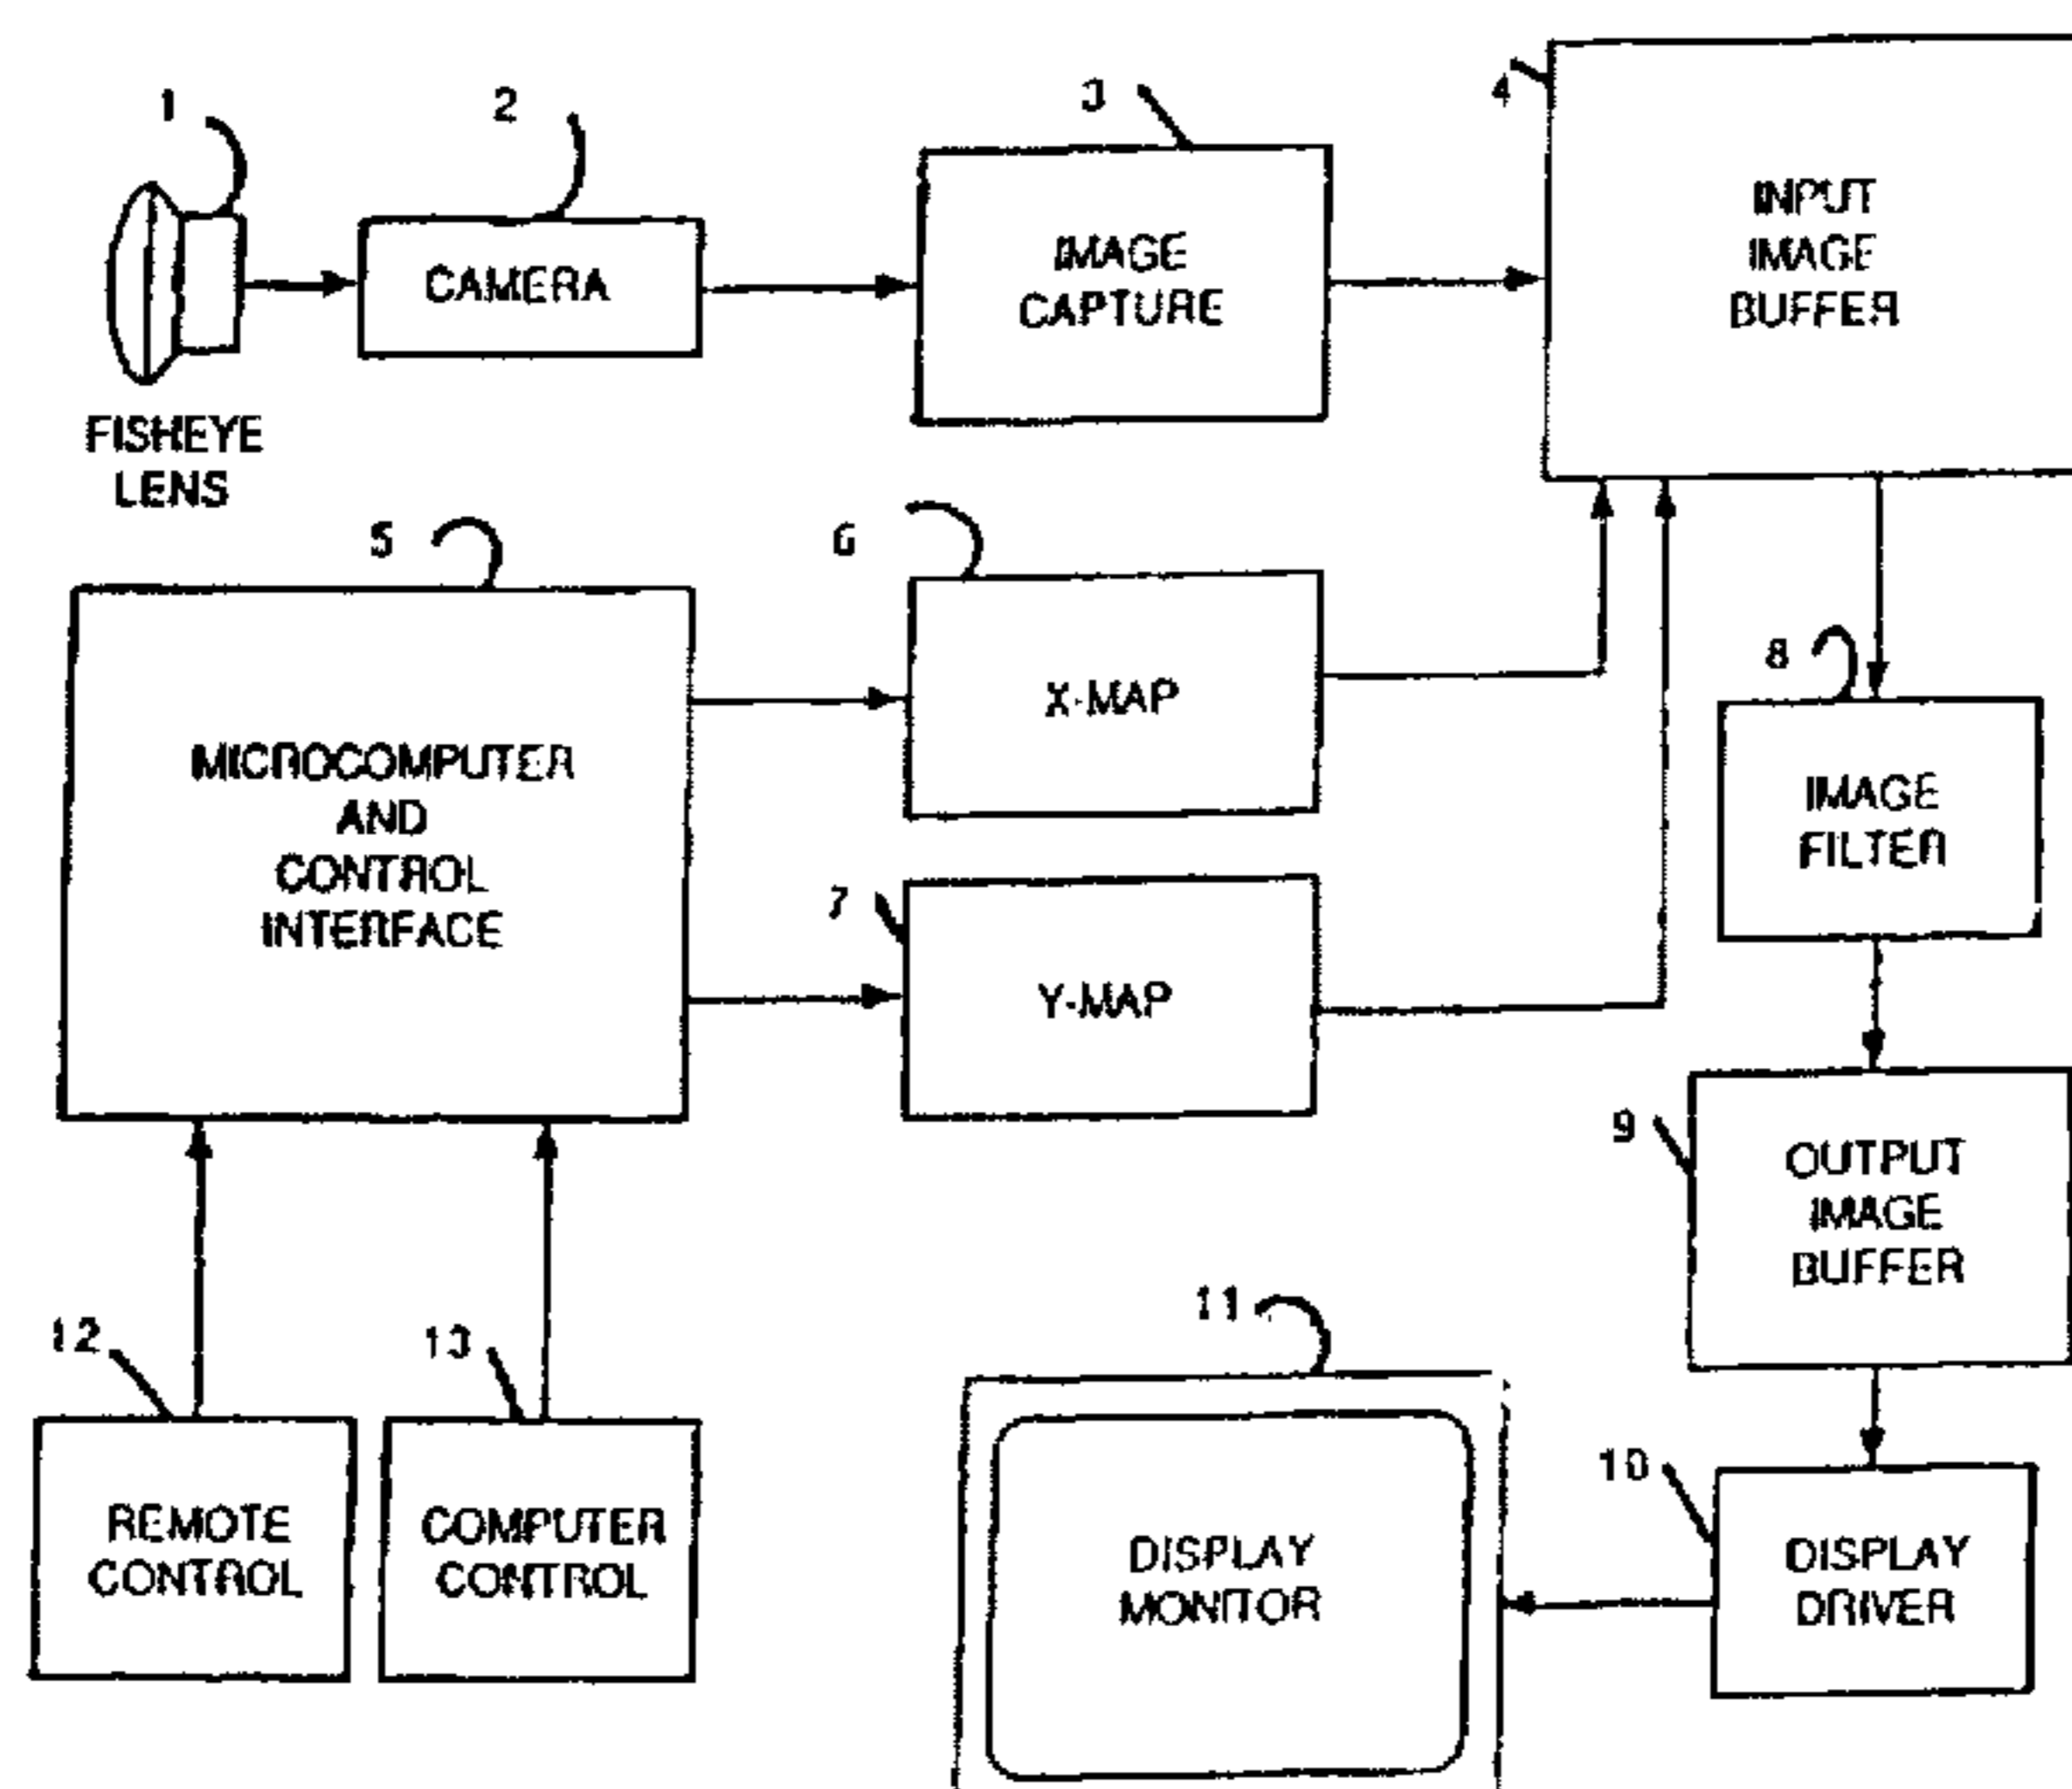 1
2
3
4
FISHEYE
LENS
CAMERA
IMAGE
CAPTURE
INPUT
IMAGE
BUFFER
5
6
7
8
MICROCOMPUTER
AND
CONTROL
INTERFACE
X-MAP
Y-MAP
IMAGE
FILTER
9
OUTPUT
IMAGE
BUFFER
12
13
11
10
REMOTE
CONTROL
COMPUTER
CONTROL
DISPLAY
MONITOR
DISPLAY
DRIVER